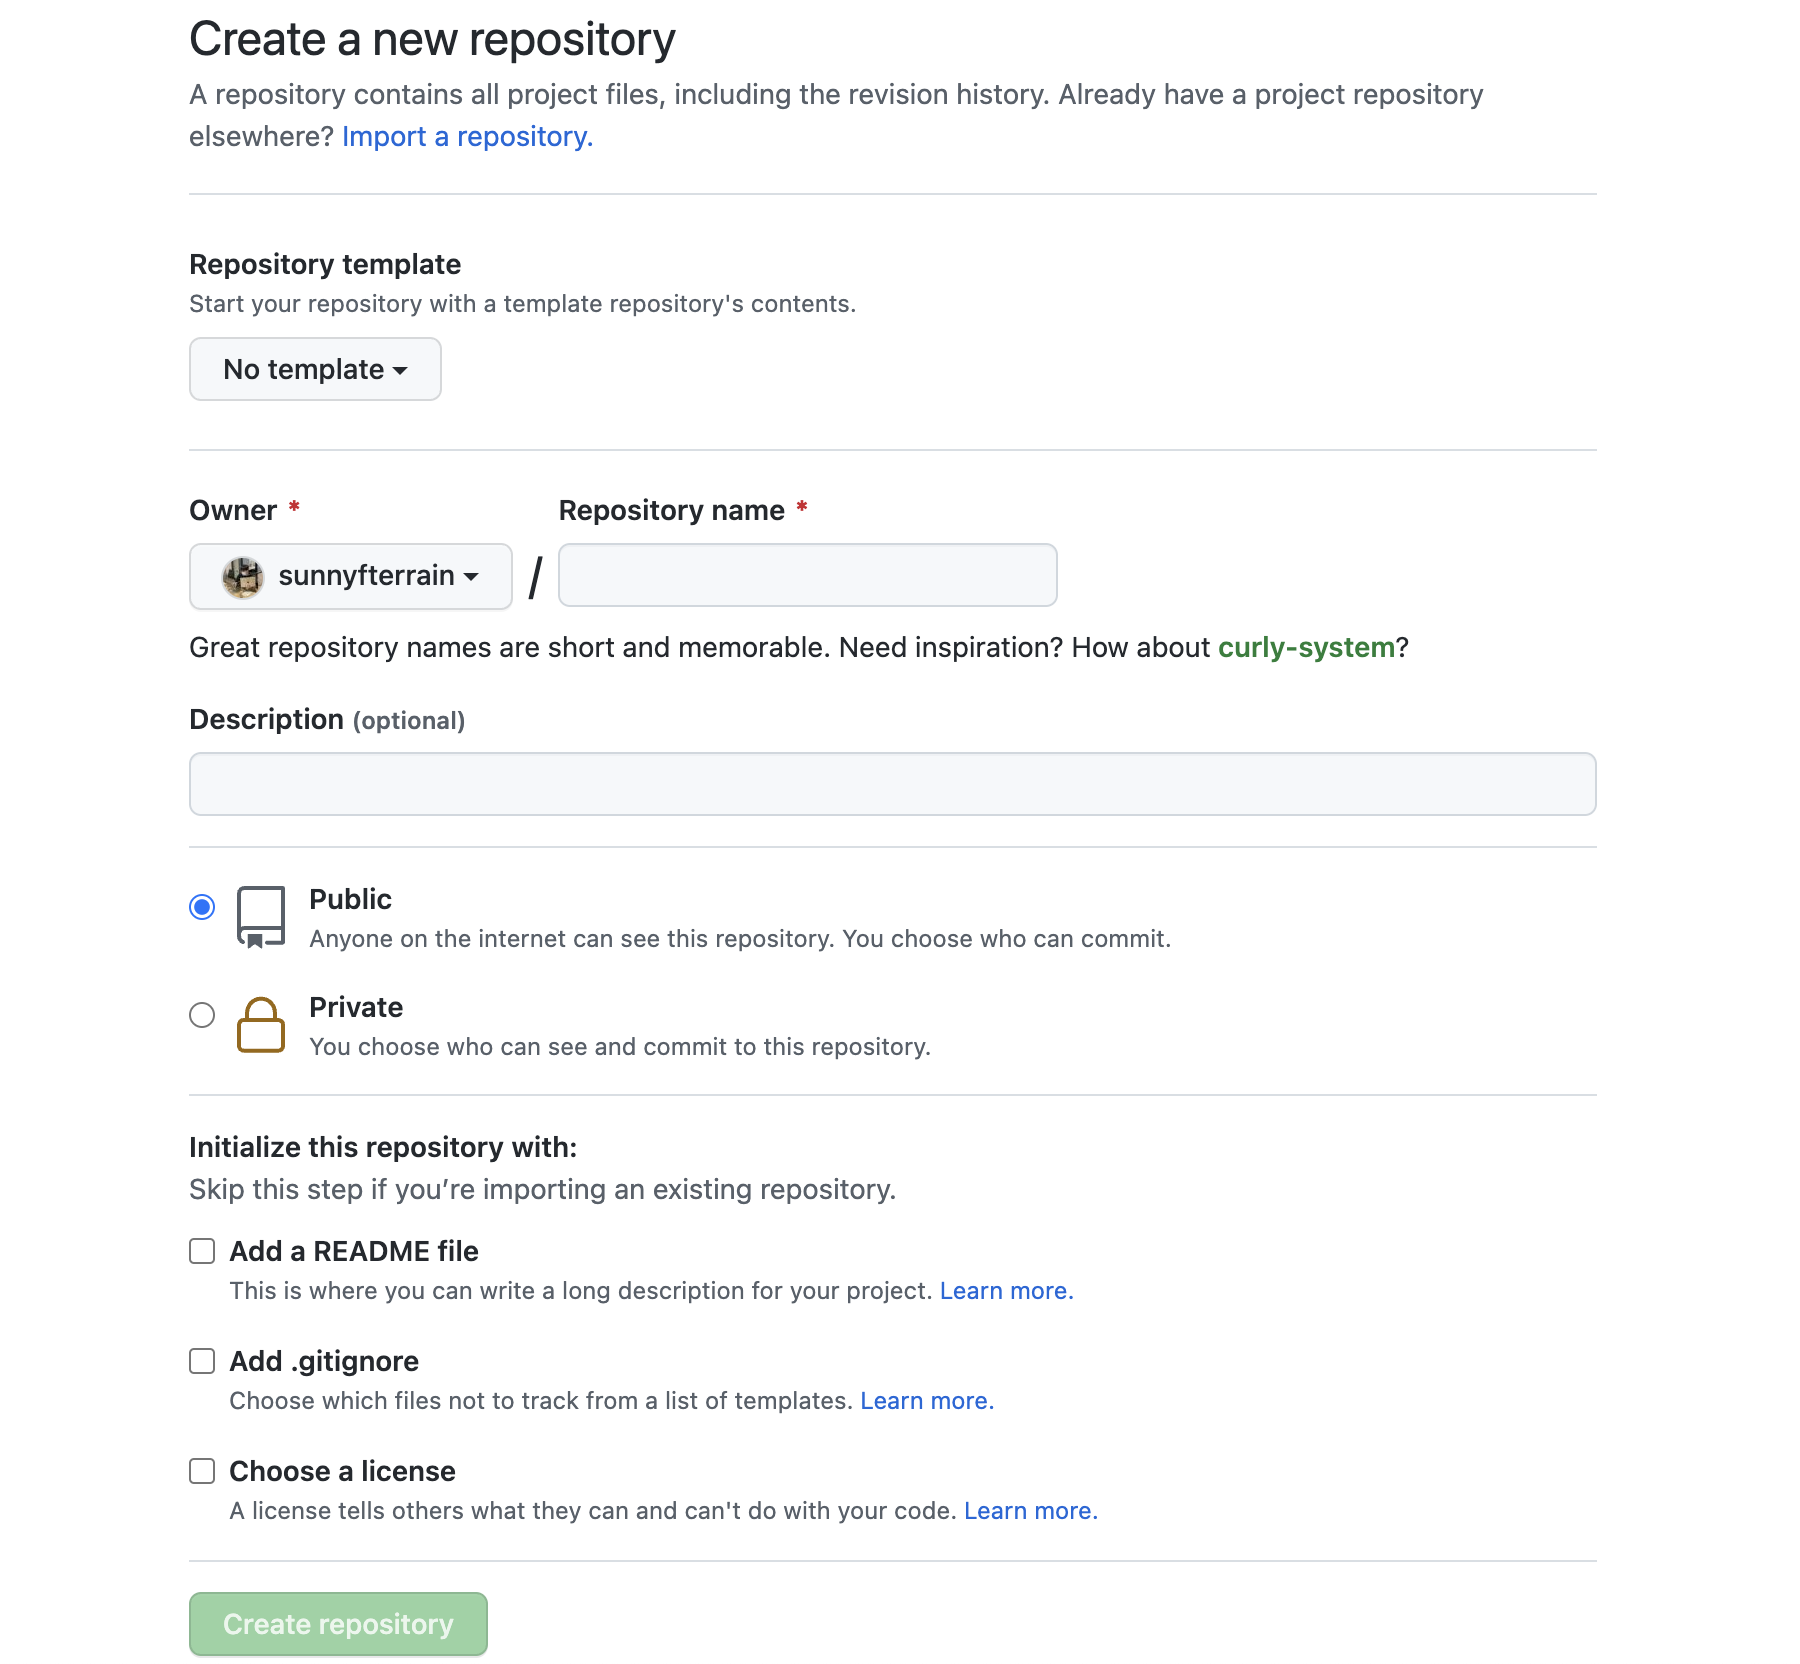 Create a new repository
A repository contains all project files, including the revision history. Already have a project repository
elsewhere? Import a repository.
Repository template
Start your repository with a template repository's contents.
No template
Owner *
Repository name *
sunnyfterrain
/
Great repository names are short and memorable. Need inspiration? How about curly-system?
Description (optional)
Public
Anyone on the internet can see this repository. You choose who can commit.
Private
You choose who can see and commit to this repository.
Initialize this repository with:
Skip this step if you’re importing an existing repository.
Add a README file
This is where you can write a long description for your project. Learn more.
Add .gitignore
Choose which files not to track from a list of templates. Learn more.
Choose a license
A license tells others what they can and can't do with your code. Learn more.
Create repository